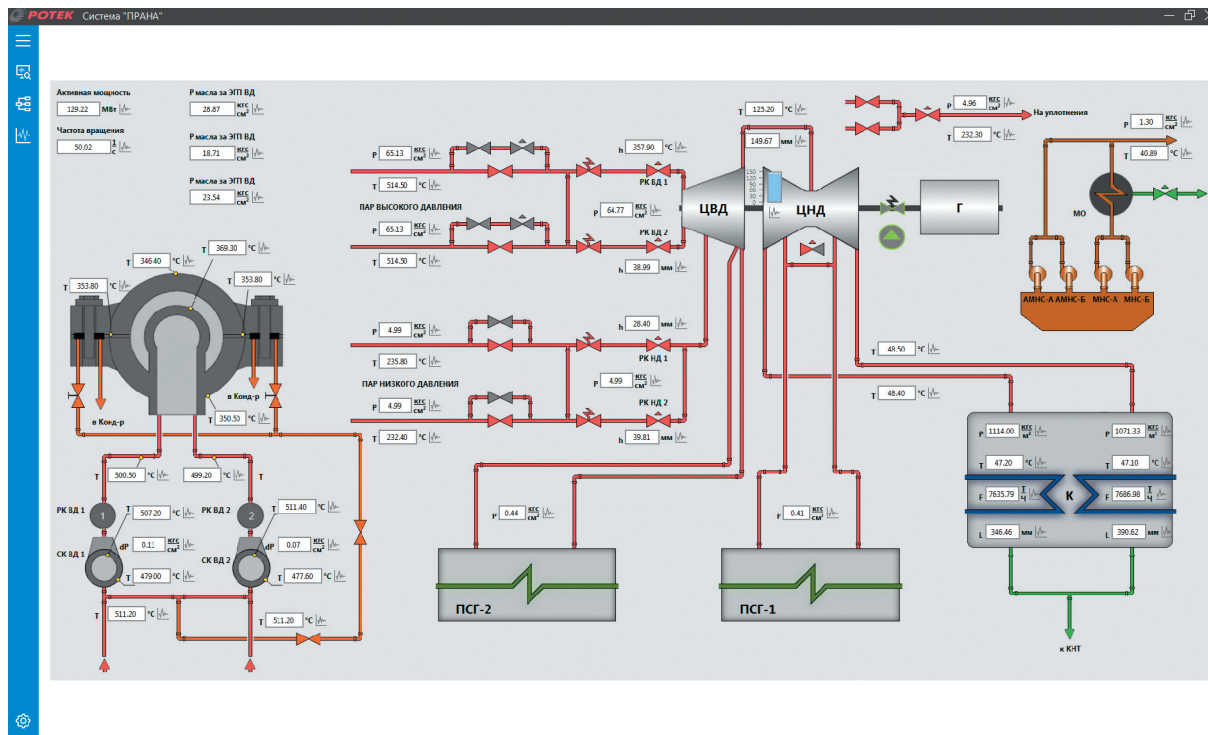 РОТЕК Система "ПРАНА"
Активная мощность
129.22 МВт
Частота вращения
50.02 1/с
Р масла за ЭГП ВД
28.87 кгс/см²
Р масла за ЭГП ВД
18.71 кгс/см²
Р масла за ЭГП ВД
23.54 кгс/см²
T 369.30 °C
T 346.40 °C
T 353.80 °C
T 353.80 °C
в Конд-р
в Конд-р
T 350.50 °C
T 500.50 °C
499.20 °C T
РК ВД 1
1
T 507.20 °C
РК ВД 2
2
T 511.40 °C
СК ВД 1
dP 0.11 кгс/см²
СК ВД 2
dP 0.07 кгс/см²
T 479.00 °C
T 477.60 °C
T 511.20 °C
T 511.20 °C
P 65.13 кгс/см²
T 514.50 °C
h 357.90 °C
РК ВД 1
ПАР ВЫСОКОГО ДАВЛЕНИЯ
P 64.77 кгс/см²
P 65.13 кгс/см²
РК ВД 2
T 514.50 °C
h 38.99 мм
P 4.99 кгс/см²
h 28.40 мм
T 235.80 °C
РК НД 1
ПАР НИЗКОГО ДАВЛЕНИЯ
P 4.99 кгс/см²
P 4.99 кгс/см²
РК НД 2
T 232.40 °C
h 39.81 мм
T 125.20 °C
149.67 мм
150
120
90
60
30
0
ЦВД
ЦНД
Г
P 4.96 кгс/см²
На уплотнения
T 232.30 °C
P 1.30 кгс/см²
T 40.89 °C
МО
АМНС-А АМНС-Б МНС-А МНС-Б
T 48.50 °C
T 48.40 °C
P 1114.00 кгс/м²
P 1071.33 кгс/м²
T 47.20 °C
T 47.10 °C
F 7635.79 Т/Ч
К
F 7686.98 Т/Ч
L 346.46 мм
L 390.62 мм
к КНТ
0.44 кгс/см²
ПСГ-2
0.41 кгс/см²
ПСГ-1